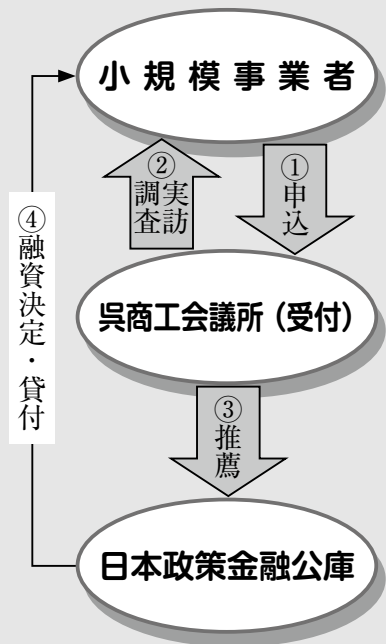 小規模事業者
①申込
②実訪
調査
呉商工会議所（受付）
③推薦
④融資決定・貸付
日本政策金融公庫